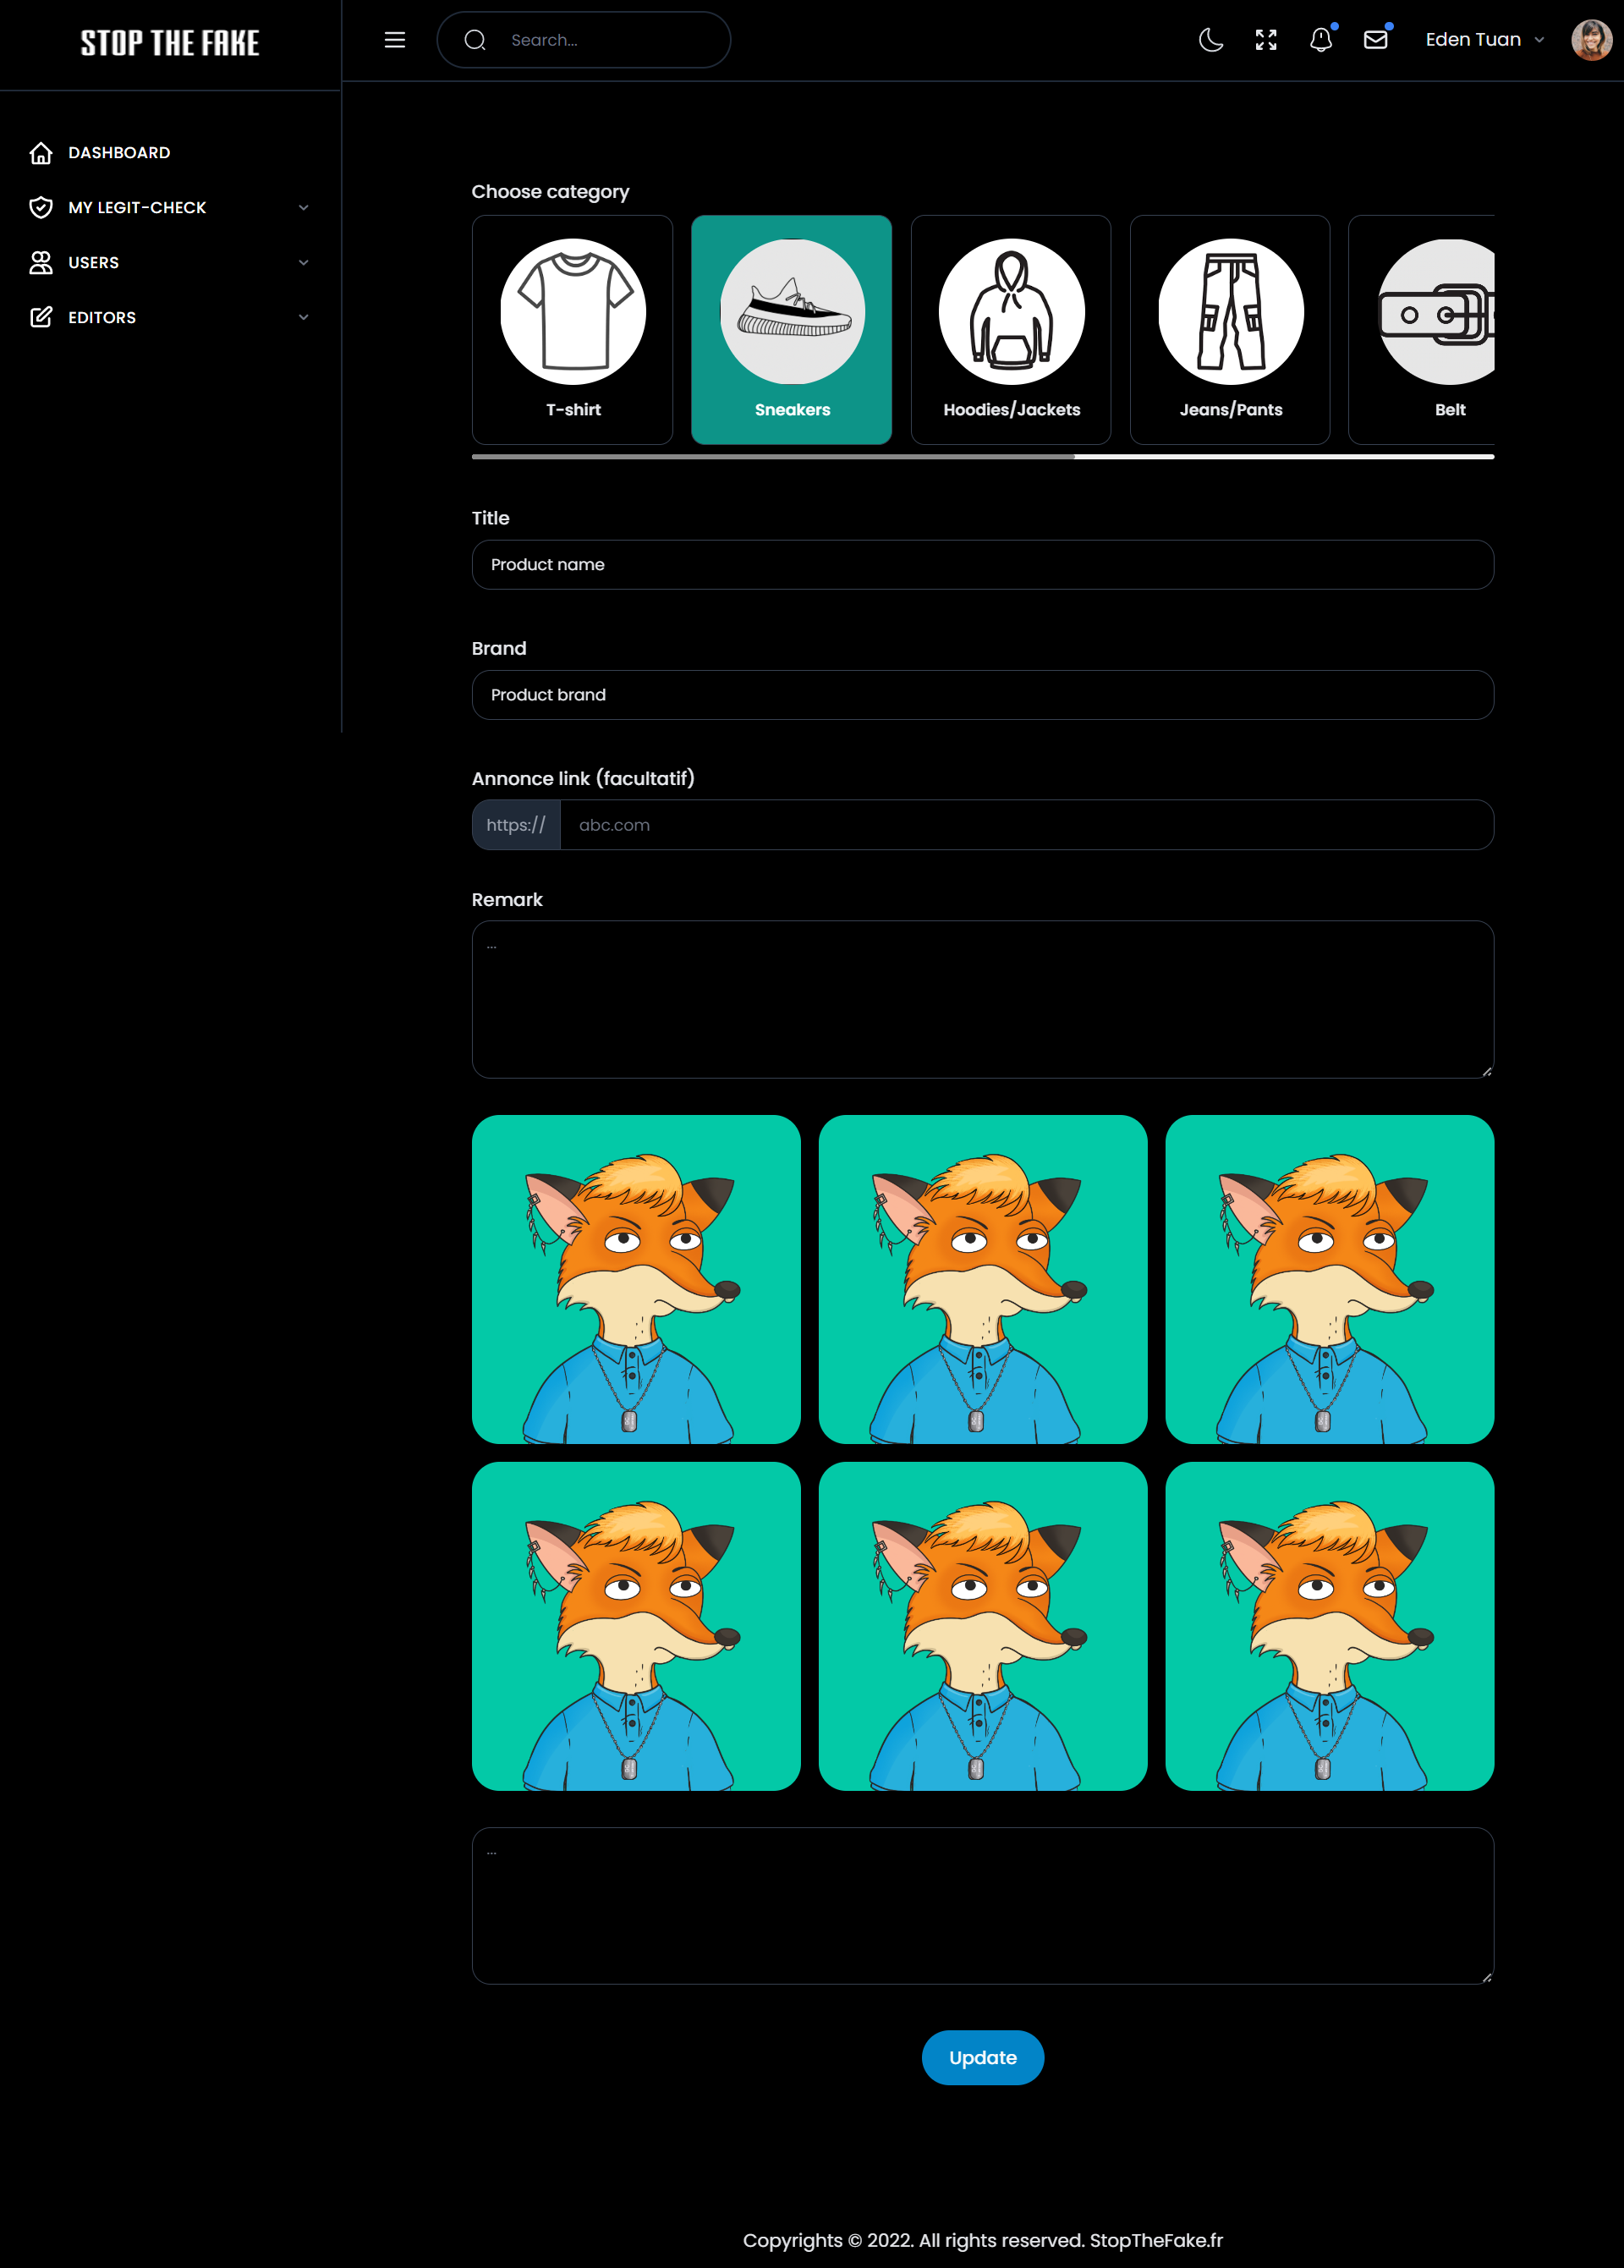 STOP THE FAKE
Search...
Eden Tuan
DASHBOARD
MY LEGIT-CHECK
USERS
EDITORS
Choose category
T-shirt
Sneakers
Hoodies/Jackets
Jeans/Pants
Belt
Title
Product name
Brand
Product brand
Annonce link (facultatif)
https:// abc.com
Remark
...
...
Update
Copyrights © 2022. All rights reserved. StopTheFake.fr